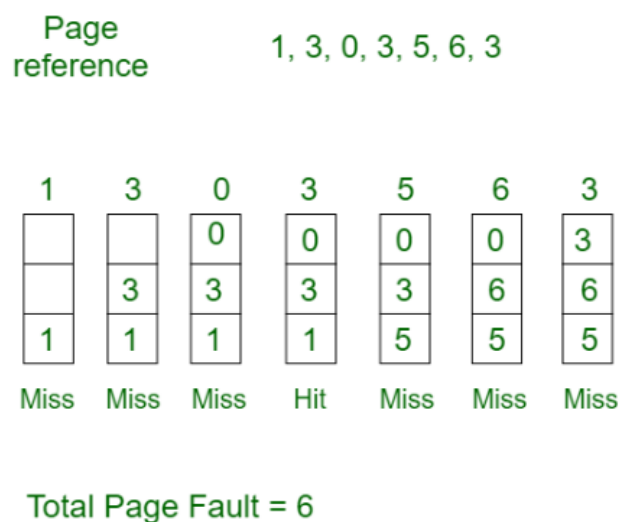 Page
reference
1, 3, 0, 3, 5, 6, 3
1 3 0 3 5 6 3
0 0 0 0 3
3 3 3 3 6 6
1 1 1 1 5 5 5
Miss Miss Miss Hit Miss Miss Miss
Total Page Fault = 6